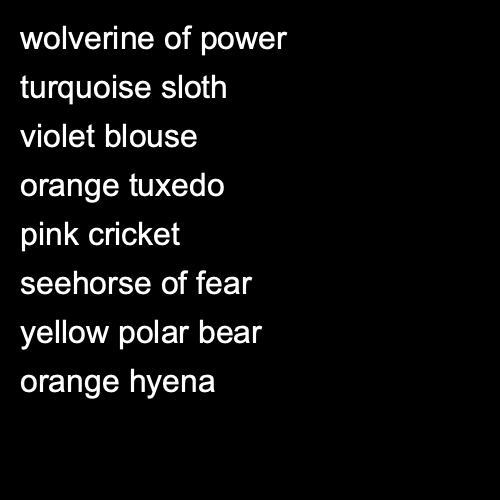 wolverine of power
turquoise sloth
violet blouse
orange tuxedo
pink cricket
seehorse of fear
yellow polar bear
orange hyena